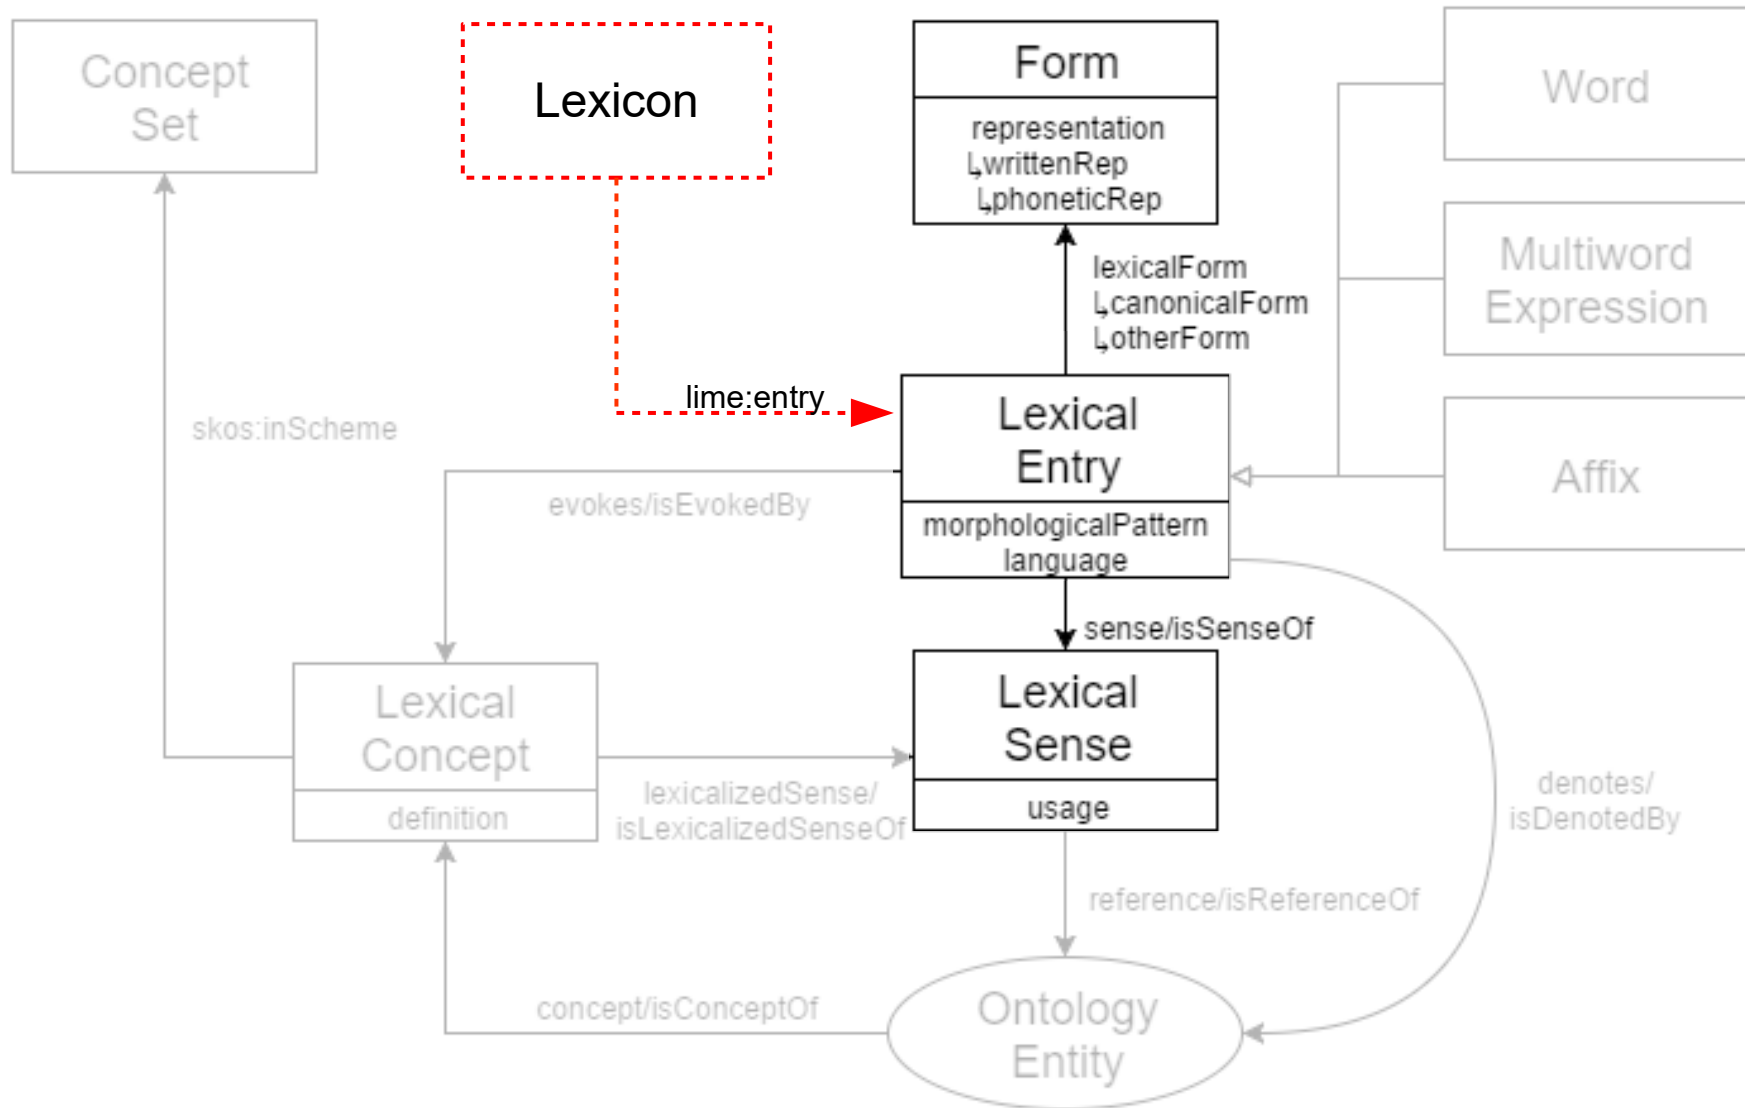 Concept
Set
Lexicon
Form
representation
↳writtenRep
↳phoneticRep
Word
Multiword
Expression
Affix
lexicalForm
↳canonicalForm
↳otherForm
lime:entry
Lexical
Entry
morphologicalPattern
language
skos:inScheme
evokes/isEvokedBy
sense/isSenseOf
Lexical
Concept
definition
lexicalizedSense/
isLexicalizedSenseOf
Lexical
Sense
usage
denotes/
isDenotedBy
reference/isReferenceOf
concept/isConceptOf
Ontology
Entity